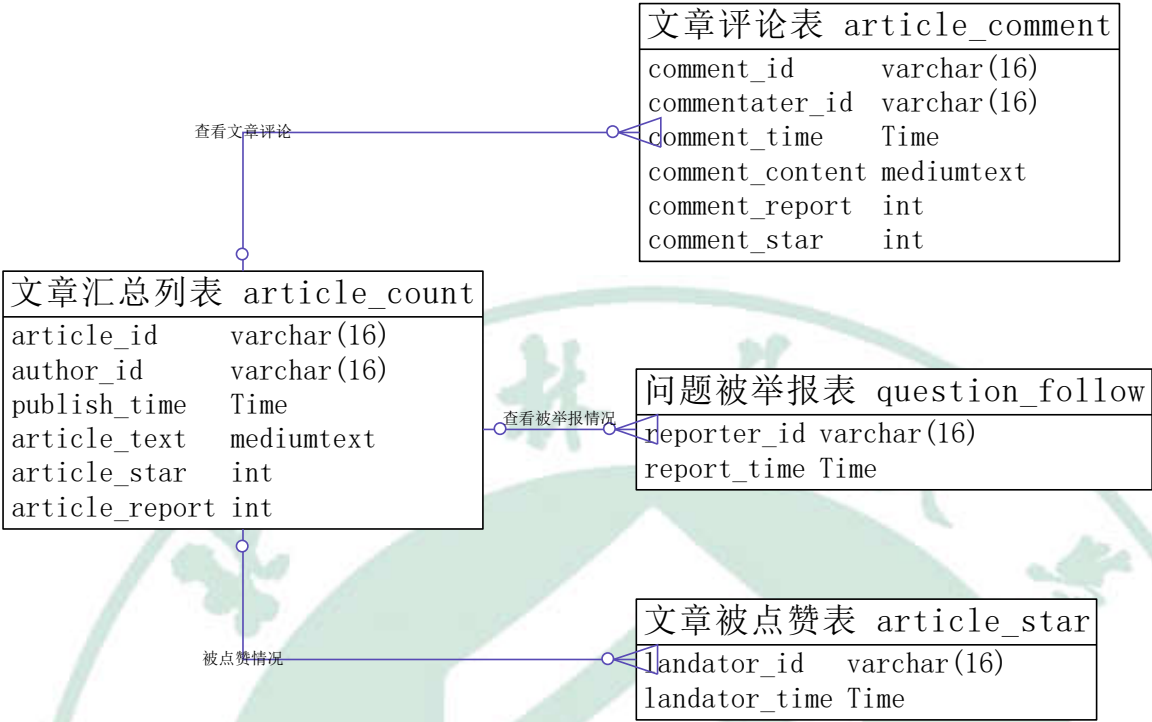 文章评论表 article_comment
comment_id varchar(16)
commentater_id varchar(16)
comment_time Time
comment_content mediumtext
comment_report int
comment_star int
查看文章评论
文章汇总列表 article_count
article_id varchar(16)
author_id varchar(16)
publish_time Time
article_text mediumtext
article_star int
article_report int
查看被举报情况
问题被举报表 question_follow
reporter_id varchar(16)
report_time Time
被点赞情况
文章被点赞表 article_star
landator_id varchar(16)
landator_time Time
林